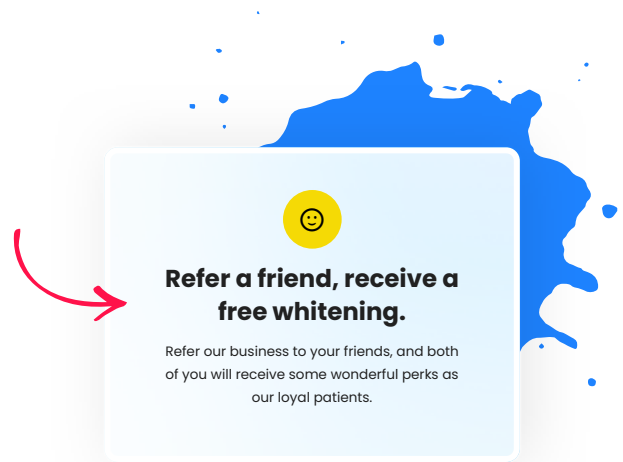 Refer a friend, receive a
free whitening.
Refer our business to your friends, and both
of you will receive some wonderful perks as
our loyal patients.